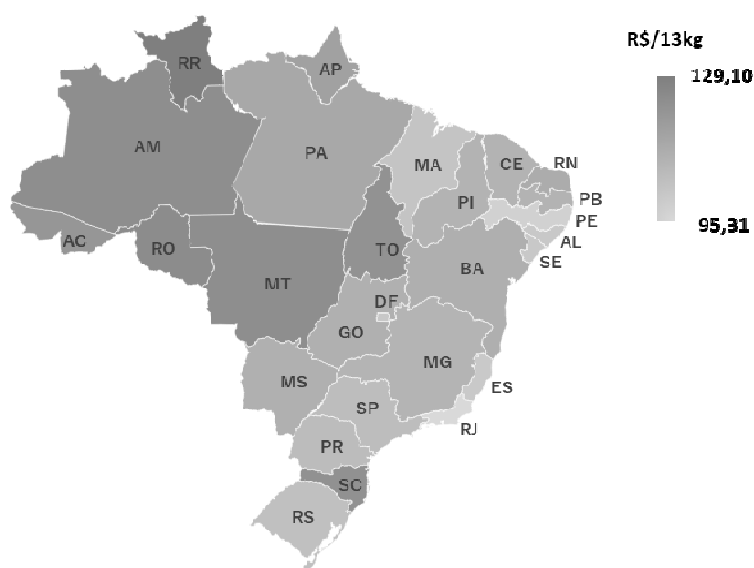 R$/13kg
129,10
95,31
RR
AP
AM
PA
MA
CE
RN
PI
PB
PE
AC
RO
TO
AL
BA
SE
MT
DF
GO
MG
MS
ES
SP
RJ
PR
SC
RS